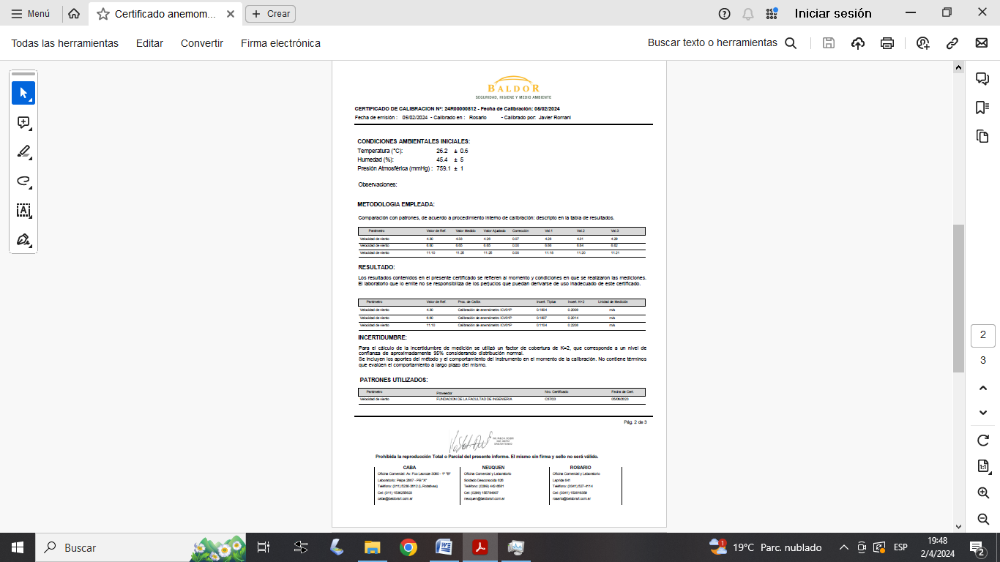 Menú
Certificado anemom...
Crear
Iniciar sesión
Todas las herramientas Editar Convertir Firma electrónica
Buscar texto o herramientas
BALDOR
SEGURIDAD, HIGIENE Y MEDIO AMBIENTE
CERTIFICADO DE CALIBRACION Nº: 24R00000812 - Fecha de Calibración: 05/02/2024
Fecha de emisión : 05/02/2024 - Calibrado en : Rosario - Calibrado por: Javier Romani
CONDICIONES AMBIENTALES INICIALES:
Temperatura (°C): 26.2 ± 0.6
Humedad (%): 45.4 ± 5
Presión Atmosférica (mmHg) : 759.1 ± 1
Observaciones:
METODOLOGIA EMPLEADA:
Comparación con patrones, de acuerdo a procedimiento interno de calibración: descripto en la tabla de resultados.
Parámetro Valor de Ref. Valor Medido Valor Ajustado Corrección Val.1 Val.2 Val.3
Velocidad de viento 4.30 4.33 4.26 0.07 4.28 4.31 4.29
Velocidad de viento 6.60 6.65 6.65 0.00 6.66 6.64 6.62
Velocidad de viento 11.10 11.25 11.25 0.00 11.18 11.20 11.21
RESULTADO:
Los resultados contenidos en el presente certificado se refieren al momento y condiciones en que se realizaron las mediciones.
El laboratorio que lo emite no se responsibiliza de los perjucios que puedan derivarse de uso inadecuado de este certificado.
Parámetro Valor de Ref. Proc. de Calibr. Incert. Típica Incert. K=2 Unidad de Medición
Velocidad de viento 4.30 Calibración de anemómetro ICV01P 0.1004 0.2009 m/s
Velocidad de viento 6.60 Calibración de anemómetro ICV01P 0.1007 0.2014 m/s
Velocidad de viento 11.10 Calibración de anemómetro ICV01P 0.1104 0.2208 m/s
INCERTIDUMBRE:
Para el cálculo de la incertidumbre de medición se utilizó un factor de cobertura de K=2, que corresponde a un nivel de
confianza de aproximadamente 95% considerando distribución normal.
Se incluyen los aportes del método y el comportamiento del instrumento en el momento de la calibración. No contiene términos
que evalúen el comportamiento a largo plazo del mismo.
PATRONES UTILIZADOS:
Parámetro Proveedor Nro. Certificado Fecha de Cert.
Velocidad de viento FUNDACION DE LA FACULTAD DE INGENIERIA C37/23 05/06/2023
Pág. 2 de 3
Prohibida la reproducción Total o Parcial del presente informe. El mismo sin firma y sello no será válido.
CABA
Oficina Comercial: Av. Fco Lacroze 3080 - 1º "B"
Laboratorio: Palpa 2867 - PB "A"
Teléfono: (011) 5238-2612 (L.Rotativas)
Cel: (011) 1536255623
caba@baldorsrl.com.ar
NEUQUEN
Oficina Comercial y Laboratorio
Soldado Desconocido 626
Teléfono: (0299) 442-6581
Cel: (0299) 155784907
neuquen@baldorsrl.com.ar
ROSARIO
Oficina Comercial y Laboratorio
Laprida 641
Teléfono: (0341) 527-4114
Cel: (0341) 153816359
rosario@baldorsrl.com.ar
2
3
Buscar
19°C Parc. nublado
ESP
19:48
2/4/2024
2